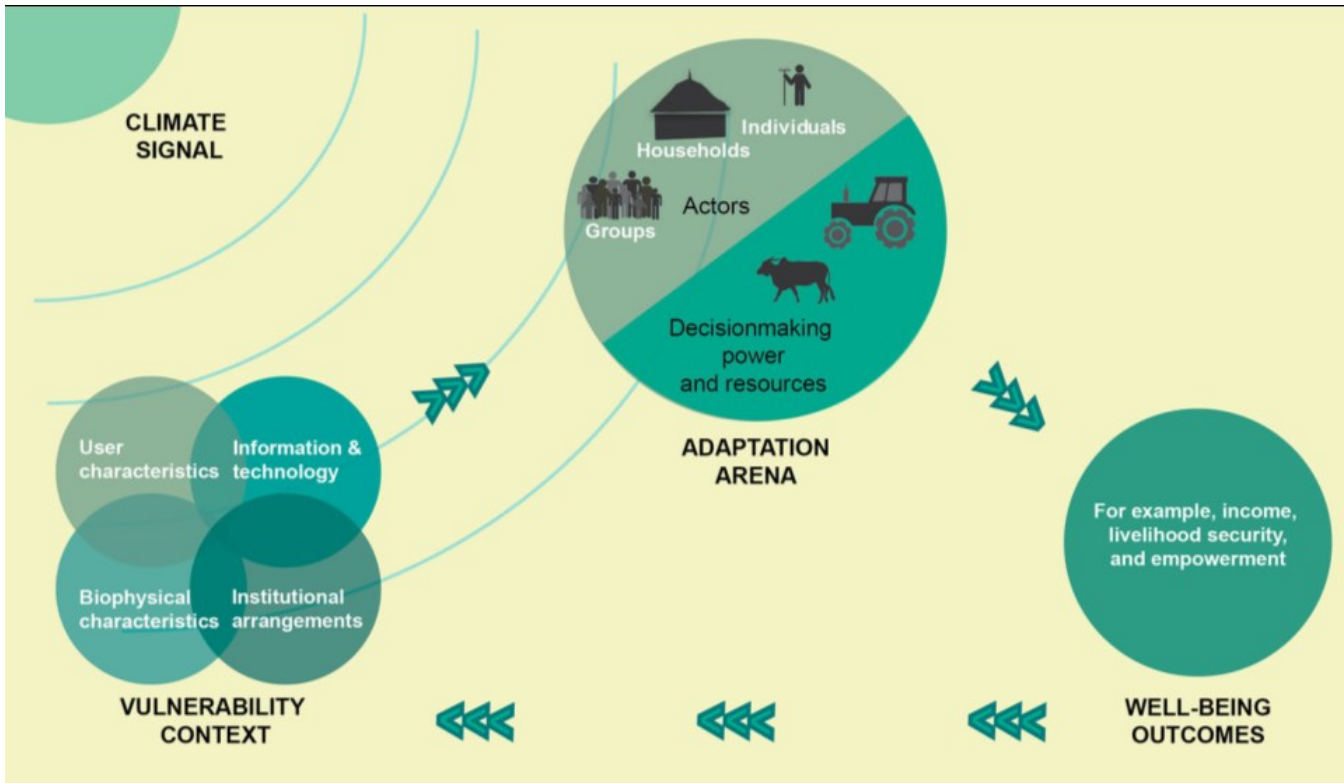 CLIMATE
SIGNAL
Individuals
Households
Groups
Actors
Decisionmaking
power
and resources
ADAPTATION
ARENA
User
characteristics
Information &
technology
Biophysical
characteristics
Institutional
arrangements
VULNERABILITY
CONTEXT
For example, income,
livelihood security,
and empowerment
WELL-BEING
OUTCOMES